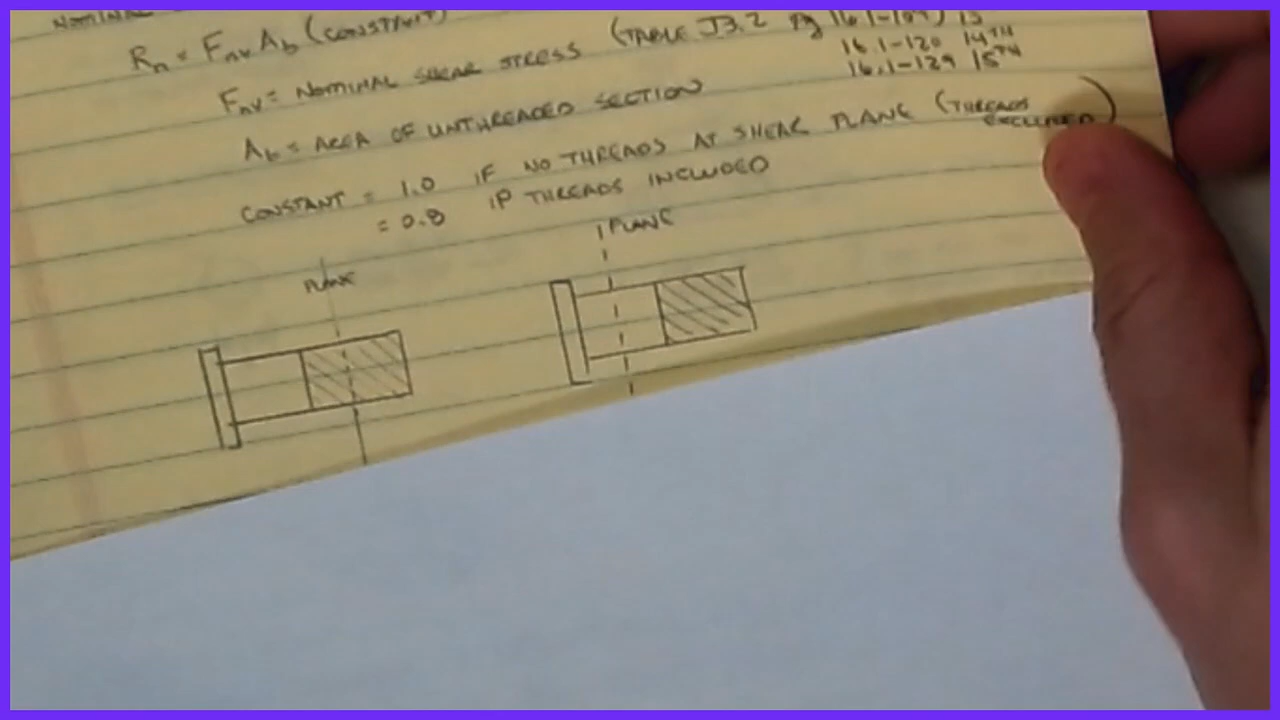 NOMINAL
Rn = Fnv Ab (CONSTANT)
Fnv = NOMINAL SHEAR STRESS (TABLE J3.2 Pg 16.1-109) 13
16.1-120 14TH
16.1-129 15TH
Ab = AREA OF UNTHREADED SECTION
CONSTANT = 1.0 IF NO THREADS AT SHEAR PLANE (THREADS
EXCLUDED)
= 0.8 IF THREADS INCLUDED
PLANE
PLANE